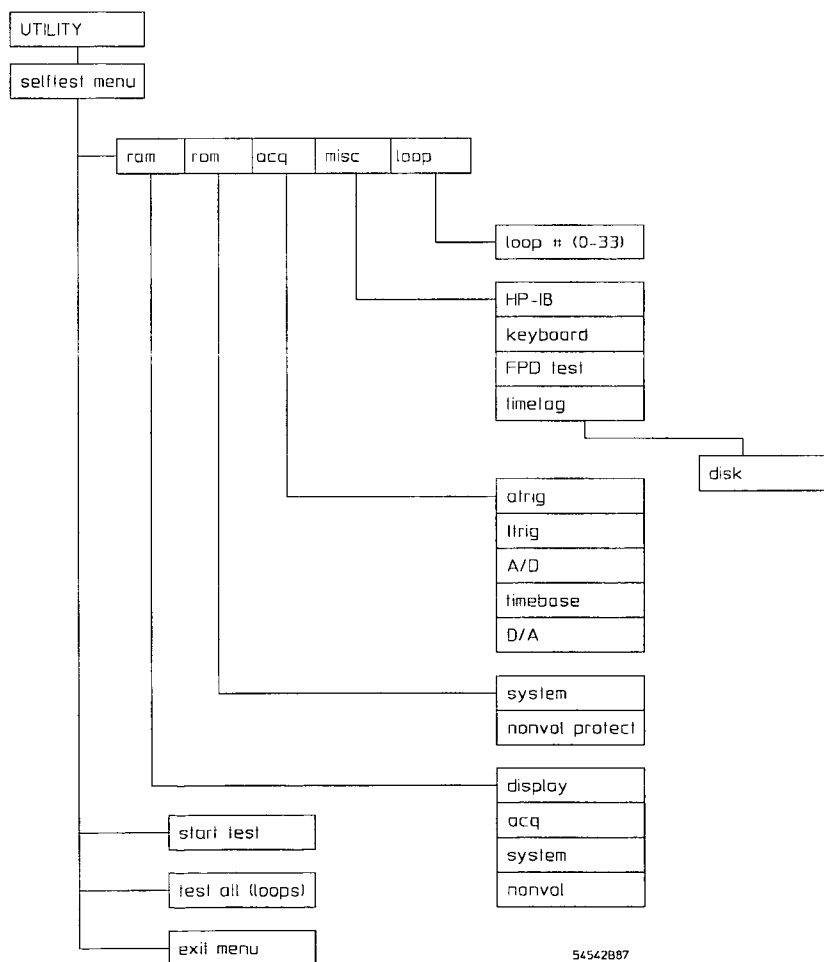 UTILITY
selftest menu
ram rom acq misc loop
loop # (0-33)
HP-IB
keyboard
FPD test
timetag
disk
atrig
ltrig
A/D
timebase
D/A
system
nonvol protect
display
acq
system
nonvol
start test
test all (loops)
exit menu
54542B87